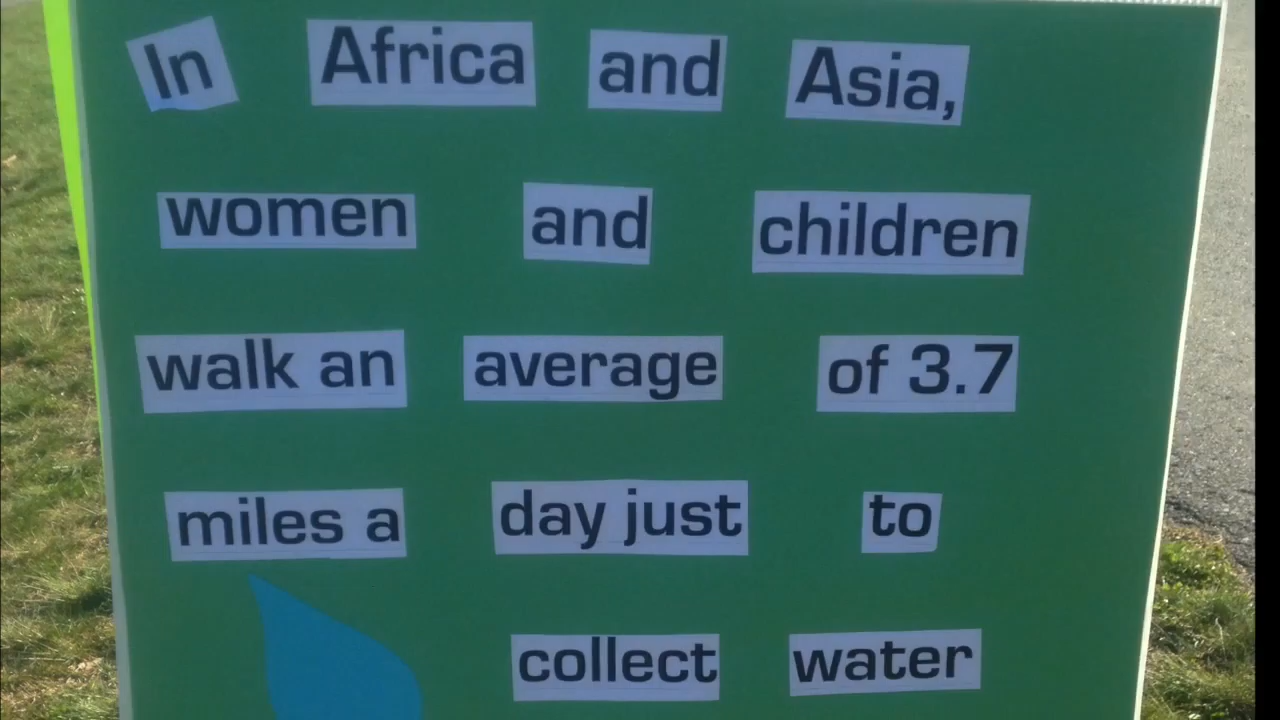 In Africa and Asia,
women and children
walk an average of 3.7
miles a day just to
collect water